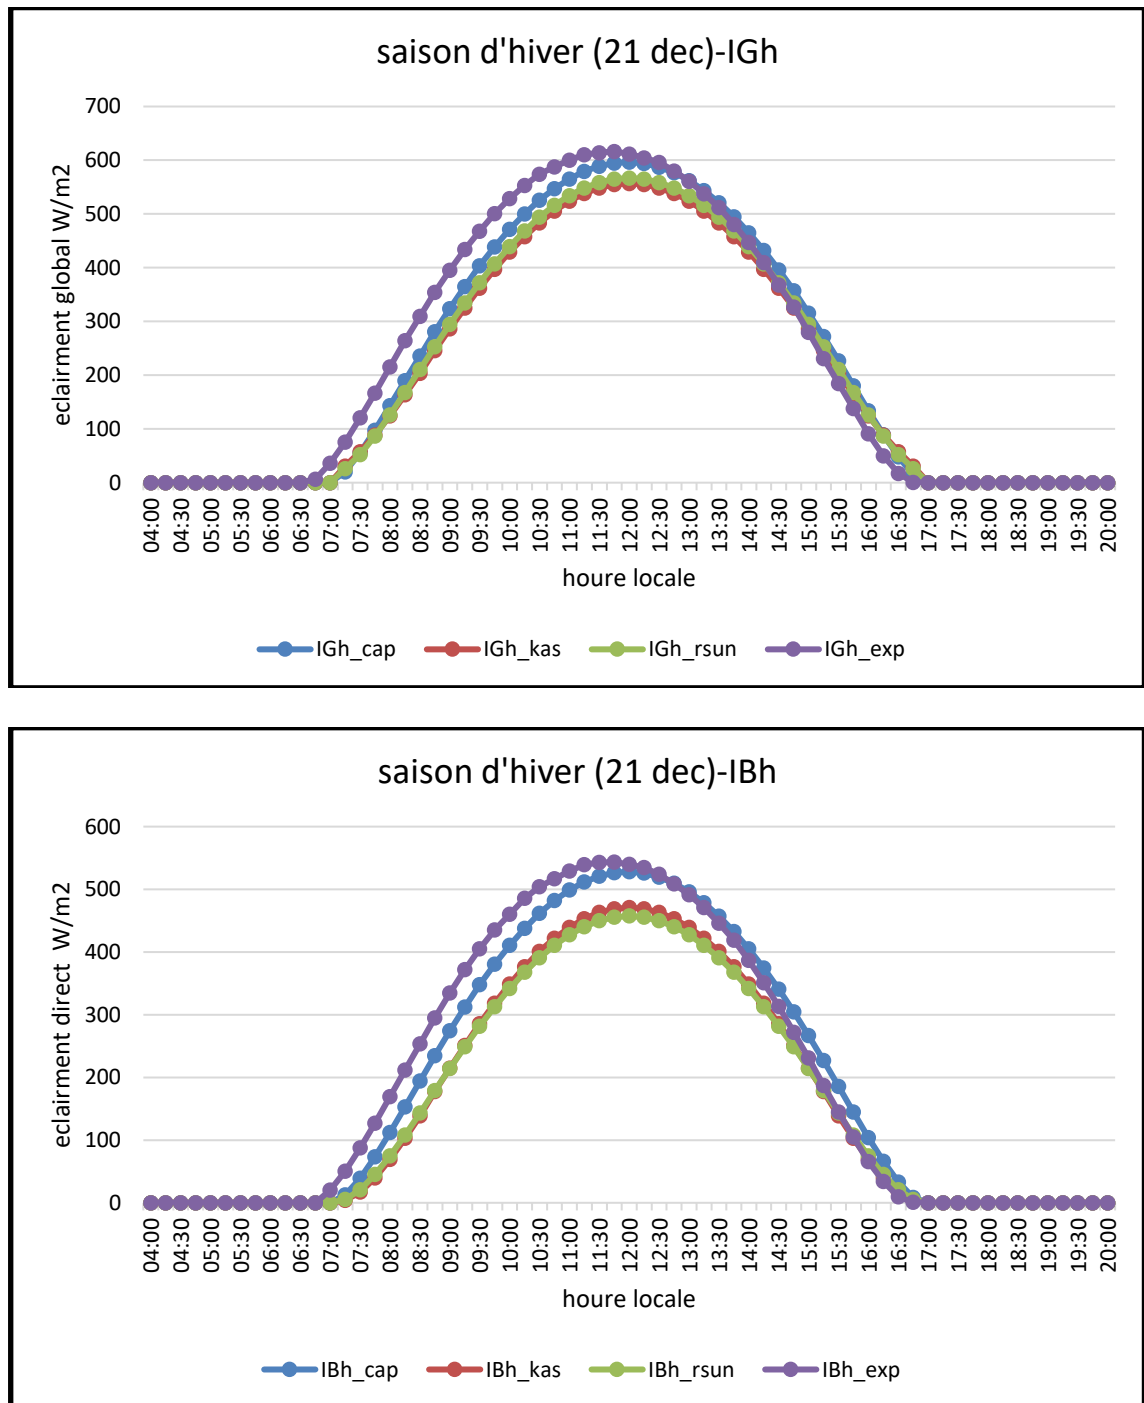 saison d'hiver (21 dec)-IGh
eclairment global W/m2
700
600
500
400
300
200
100
0
04:00 04:30 05:00 05:30 06:00 06:30 07:00 07:30 08:00 08:30 09:00 09:30 10:00 10:30 11:00 11:30 12:00 12:30 13:00 13:30 14:00 14:30 15:00 15:30 16:00 16:30 17:00 17:30 18:00 18:30 19:00 19:30 20:00
houre locale
IGh_cap IGh_kas IGh_rsun IGh_exp
saison d'hiver (21 dec)-IBh
eclairment direct W/m2
600
500
400
300
200
100
0
04:00 04:30 05:00 05:30 06:00 06:30 07:00 07:30 08:00 08:30 09:00 09:30 10:00 10:30 11:00 11:30 12:00 12:30 13:00 13:30 14:00 14:30 15:00 15:30 16:00 16:30 17:00 17:30 18:00 18:30 19:00 19:30 20:00
houre locale
IBh_cap IBh_kas IBh_rsun IBh_exp